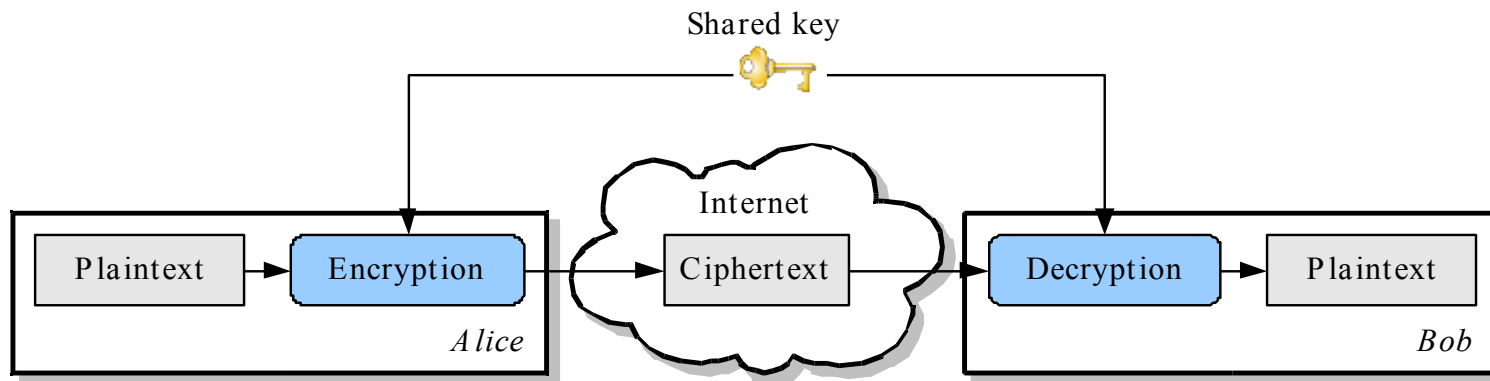 Shared key
Internet
Plaintext
Encryption
Ciphertext
Decryption
Plaintext
Alice
Bob